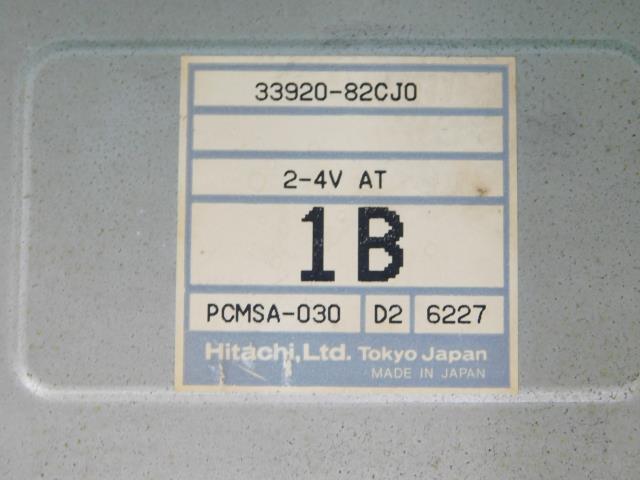 33920-82CJ0
2-4V AT
1B
PCMSA-030 D2 6227
Hitachi,Ltd. Tokyo Japan
MADE IN JAPAN